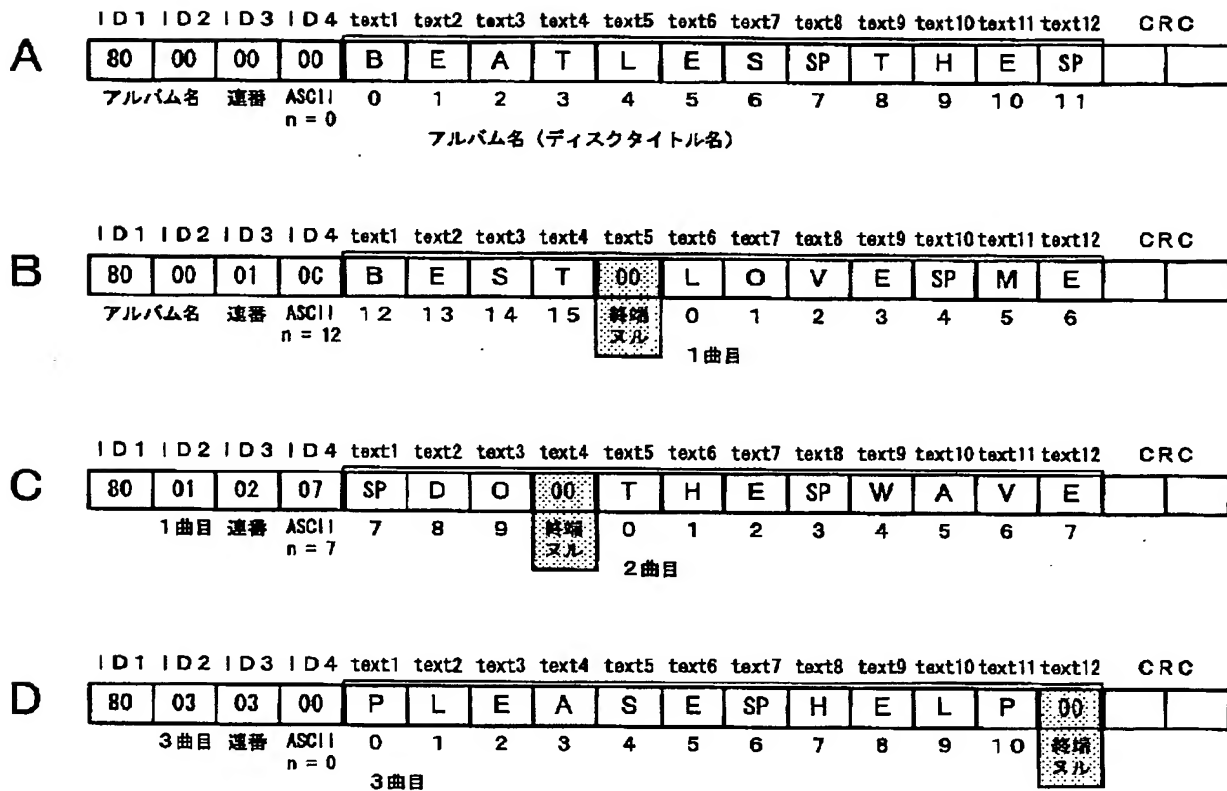 ID1 ID2 ID3 ID4 text1 text2 text3 text4 text5 text6 text7 text8 text9 text10 text11 text12 CRC
A 80 00 00 00 B E A T L E S SP T H E SP
アルバム名 連番 ASCII 0 1 2 3 4 5 6 7 8 9 10 11
n = 0
アルバム名（ディスクタイトル名）
ID1 ID2 ID3 ID4 text1 text2 text3 text4 text5 text6 text7 text8 text9 text10 text11 text12 CRC
B 80 00 01 0C B E S T 00 L O V E SP M E
アルバム名 連番 ASCII 12 13 14 15 終端 0 1 2 3 4 5 6
n = 12 ヌル
1曲目
ID1 ID2 ID3 ID4 text1 text2 text3 text4 text5 text6 text7 text8 text9 text10 text11 text12 CRC
C 80 01 02 07 SP D O 00 T H E SP W A V E
1曲目 連番 ASCII 7 8 9 終端 0 1 2 3 4 5 6 7
n = 7 ヌル
2曲目
ID1 ID2 ID3 ID4 text1 text2 text3 text4 text5 text6 text7 text8 text9 text10 text11 text12 CRC
D 80 03 03 00 P L E A S E SP H E L P 00
3曲目 連番 ASCII 0 1 2 3 4 5 6 7 8 9 10 終端
n = 0 ヌル
3曲目